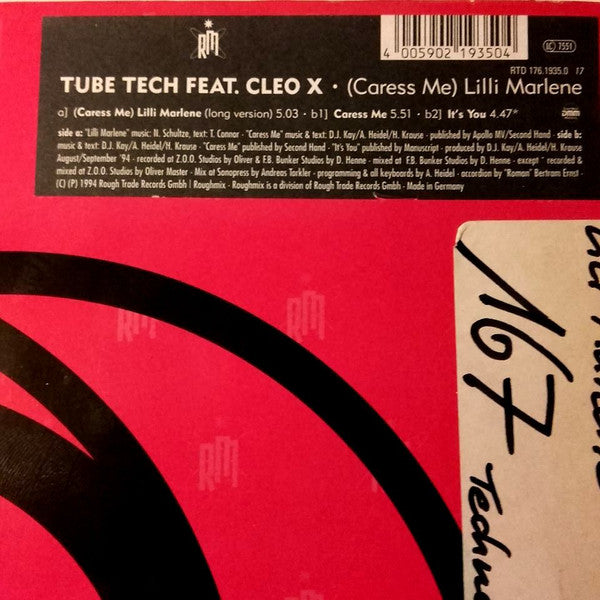 RM
4 005902 193504
LC 7551
RTD 176.1935.0 17
TUBE TECH FEAT. CLEO X · (Caress Me) Lilli Marlene
a] (Caress Me) Lilli Marlene (long version) 5.03 · b1] Caress Me 5.51 · b2] It's You 4.47*
side a: "Lilli Marlene" music: N. Schultze, text: T. Connor · "Caress Me" music & text: D.J. Kay/A. Heidel/H. Krause · published by Apollo MV/Second Hand · side b:
music & text: D.J. Kay/A. Heidel/H. Krause · "Caress Me" published by Second Hand · "It's You" published by Manuscript · produced by D.J. Kay/A. Heidel/H. Krause
August/September '94 · recorded at Z.O.O. Studios by Oliver & F.B. Bunker Studios by D. Henne · mixed at F.B. Bunker Studios by D. Henne · except * recorded &
mixed at Z.O.O. Studios by Oliver Master · Mix at Sonopress by Andreas Torkler · programming & all keyboards by A. Heidel · accordion by "Roman" Bertram Ernst ·
(C) (P) 1994 Rough Trade Records GmbH | Roughmix · Roughmix is a division of Rough Trade Records GmbH · Made in Germany
RM
RM
RM
167
Techno